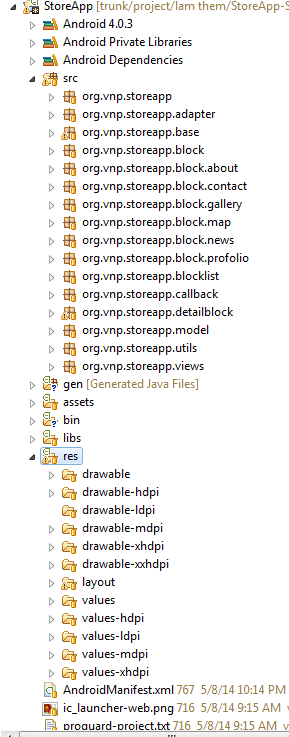 StoreApp [trunk/project/lam them/StoreApp-S
Android 4.0.3
Android Private Libraries
Android Dependencies
src
org.vnp.storeapp
org.vnp.storeapp.adapter
org.vnp.storeapp.base
org.vnp.storeapp.block
org.vnp.storeapp.block.about
org.vnp.storeapp.block.contact
org.vnp.storeapp.block.gallery
org.vnp.storeapp.block.map
org.vnp.storeapp.block.news
org.vnp.storeapp.block.profolio
org.vnp.storeapp.blocklist
org.vnp.storeapp.callback
org.vnp.storeapp.detailblock
org.vnp.storeapp.model
org.vnp.storeapp.utils
org.vnp.storeapp.views
gen [Generated Java Files]
assets
bin
libs
res
drawable
drawable-hdpi
drawable-ldpi
drawable-mdpi
drawable-xhdpi
drawable-xxhdpi
layout
values
values-hdpi
values-ldpi
values-mdpi
values-xhdpi
AndroidManifest.xml 767 5/8/14 10:14 PM
ic_launcher-web.png 716 5/8/14 9:15 AM v
proguard-project.txt 716 5/8/14 9:15 AM v